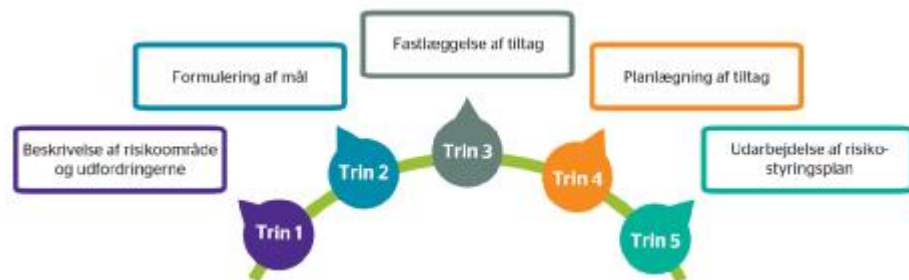 Fastlæggelse af tiltag
Formulering af mål
Planlægning af tiltag
Beskrivelse af risikoområde
og udfordringerne
Udarbejdelse af risiko-
styringsplan
Trin 1
Trin 2
Trin 3
Trin 4
Trin 5